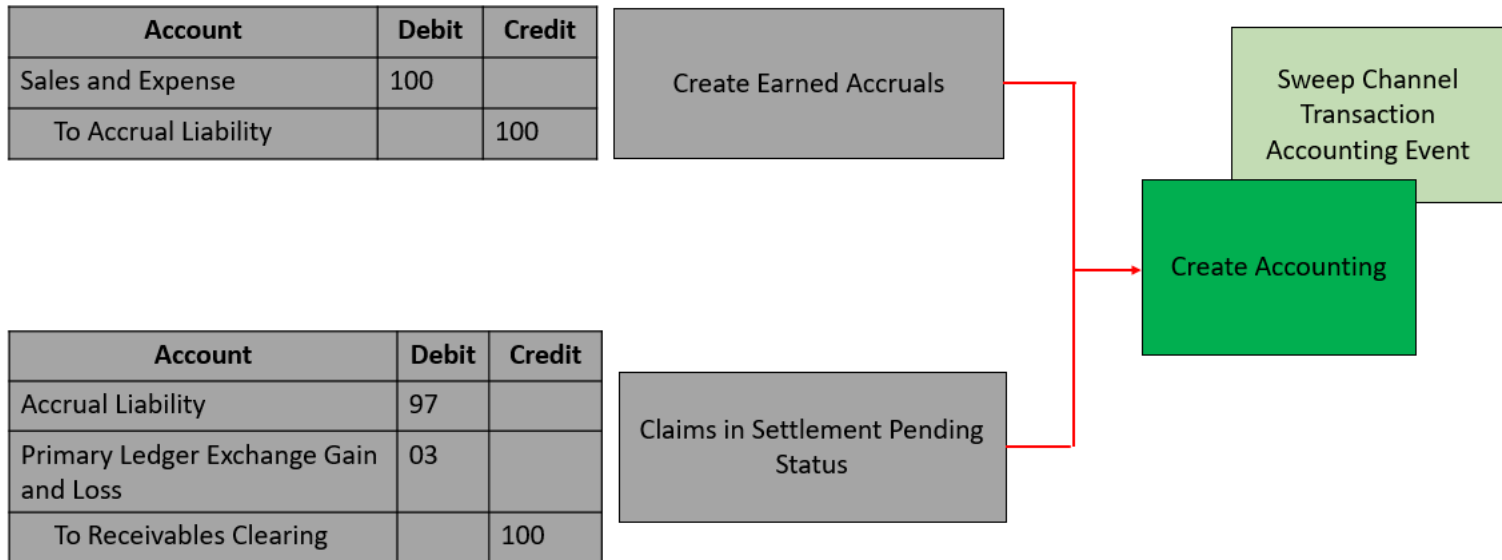 Account Debit Credit
Sales and Expense 100
To Accrual Liability 100
Create Earned Accruals
Sweep Channel
Transaction
Accounting Event
Create Accounting
Account Debit Credit
Accrual Liability 97
Primary Ledger Exchange Gain 03
and Loss
To Receivables Clearing 100
Claims in Settlement Pending
Status